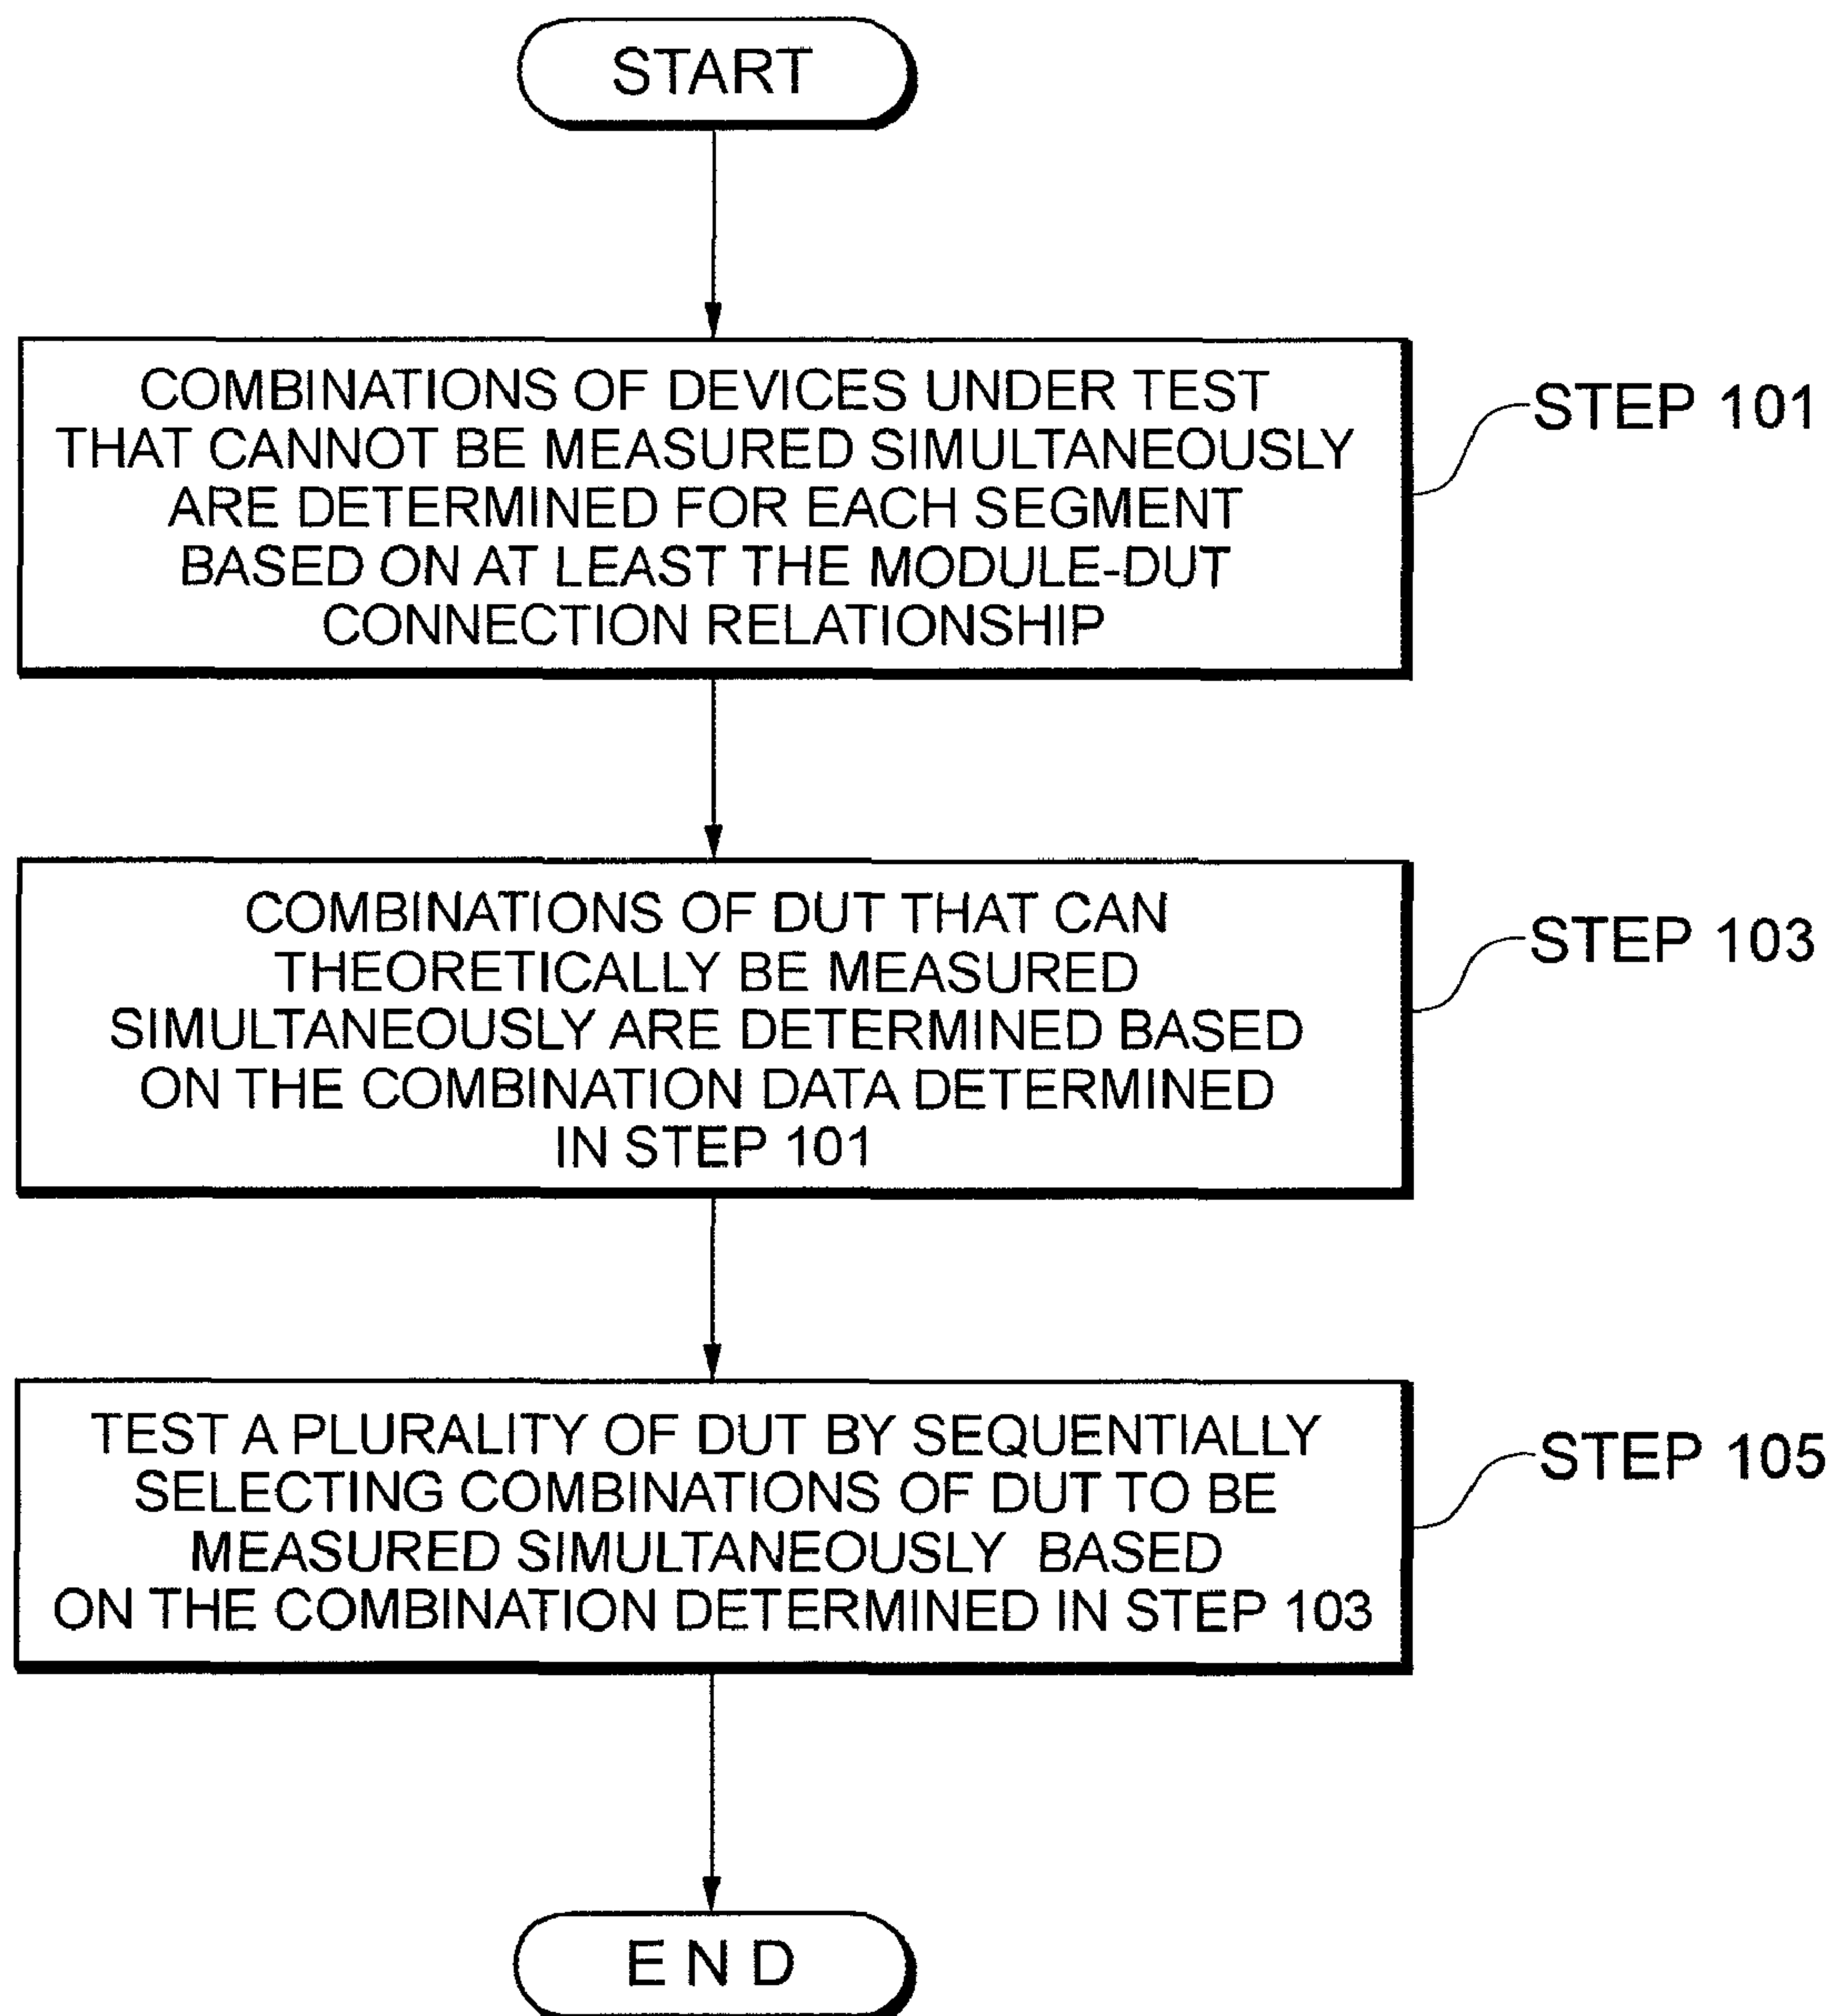 START
COMBINATIONS OF DEVICES UNDER TEST
THAT CANNOT BE MEASURED SIMULTANEOUSLY
ARE DETERMINED FOR EACH SEGMENT
BASED ON AT LEAST THE MODULE-DUT
CONNECTION RELATIONSHIP
STEP 101
COMBINATIONS OF DUT THAT CAN
THEORETICALLY BE MEASURED
SIMULTANEOUSLY ARE DETERMINED BASED
ON THE COMBINATION DATA DETERMINED
IN STEP 101
STEP 103
TEST A PLURALITY OF DUT BY SEQUENTIALLY
SELECTING COMBINATIONS OF DUT TO BE
MEASURED SIMULTANEOUSLY BASED
ON THE COMBINATION DETERMINED IN STEP 103
STEP 105
END